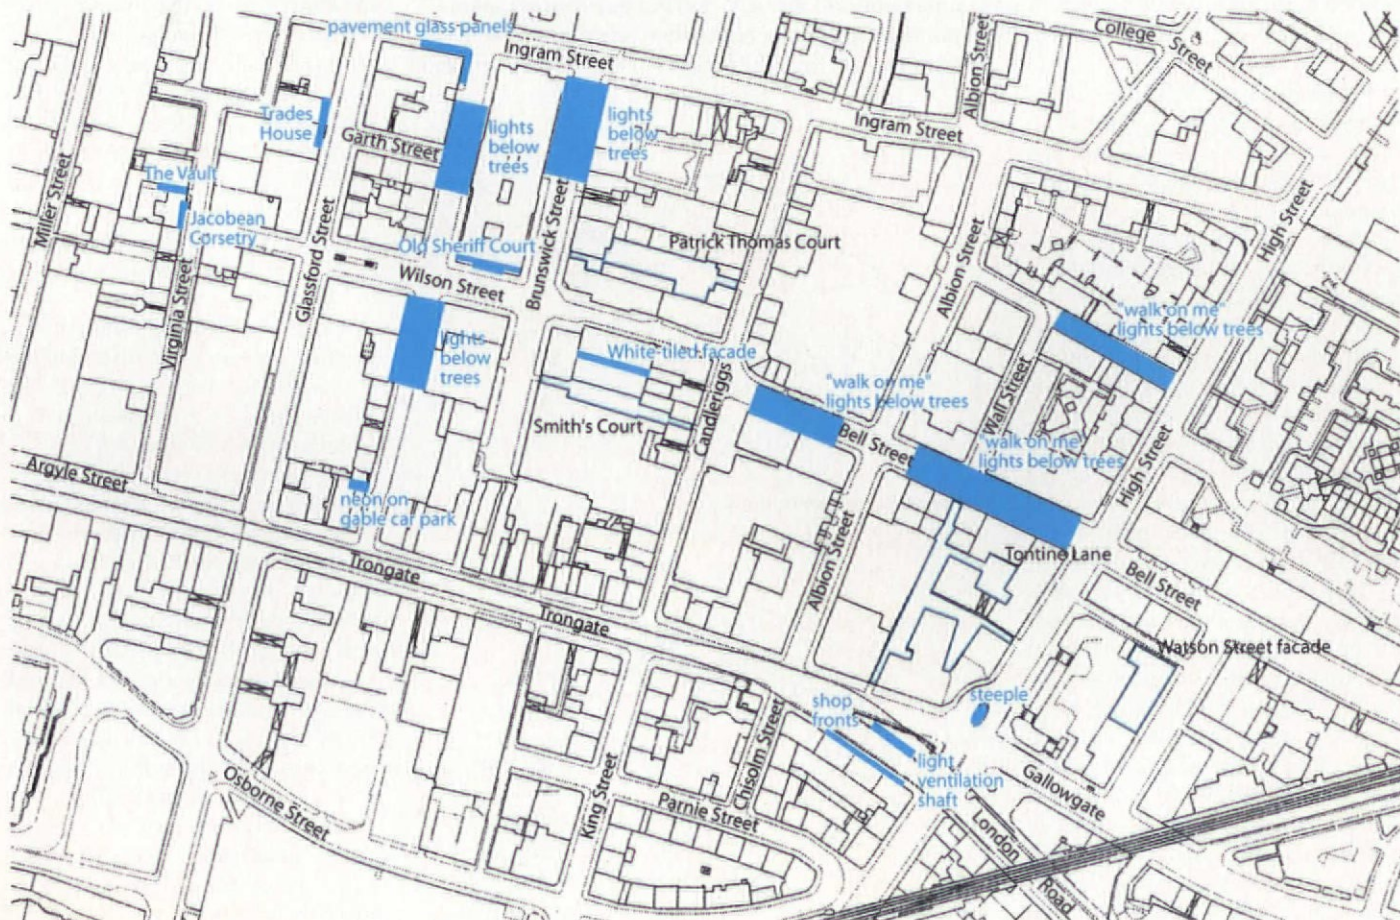 pavement glass panels
Ingram Street
College
Street
Albion Street
Trades
House
Garth Street
lights
below
trees
lights
below
trees
Ingram Street
Miller Street
The Vault
Jacobean
Corsetry
Glassford Street
Old Sheriff Court
Wilson Street
Brunswick Street
Patrick Thomas Court
Albion Street
High Street
Virginia Street
lights
below
trees
White-tiled facade
Smith's Court
Candleriggs
"walk on me"
lights below trees
"walk on me"
lights below trees
Bell Street
Wall Street
"walk on me"
lights below trees
High Street
Argyle Street
neon on
gable car park
Trongate
Trongate
Albion Street
Tontine Lane
Bell Street
Watson Street facade
steeple
shop
fronts
light
ventilation
shaft
Gallowgate
London
Road
Chisolm Street
Parnie Street
King Street
Osborne Street